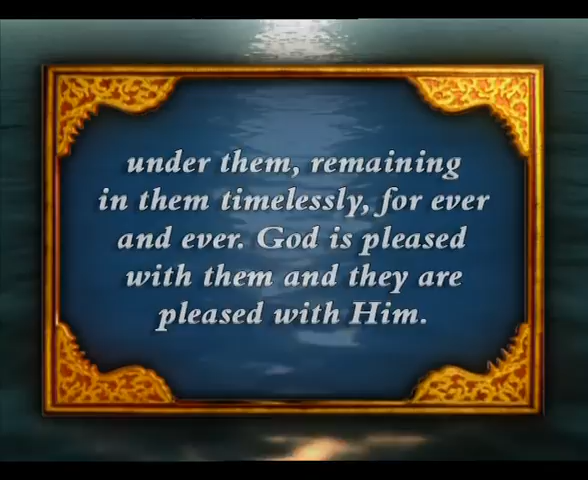 under them, remaining
in them timelessly, for ever
and ever. God is pleased
with them and they are
pleased with Him.